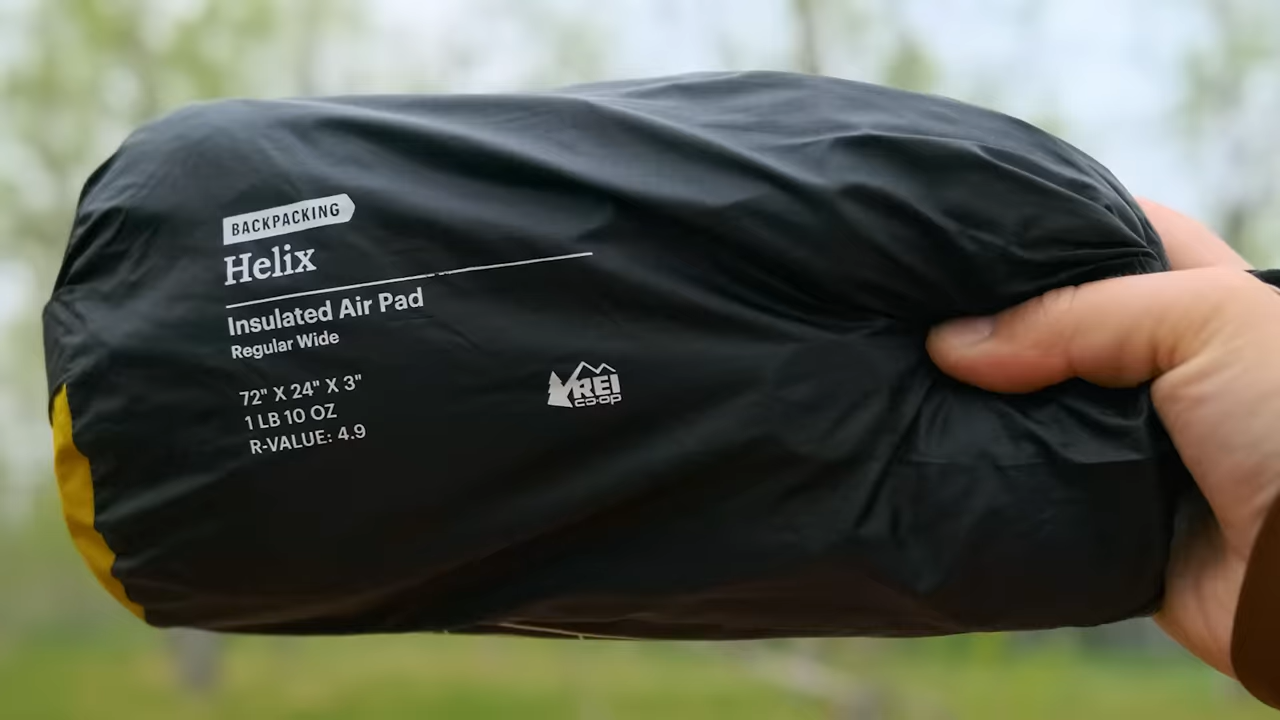 BACKPACKING
Helix
Insulated Air Pad
Regular Wide
72" X 24" X 3"
1 LB 10 OZ
R-VALUE: 4.9
REI
co·op